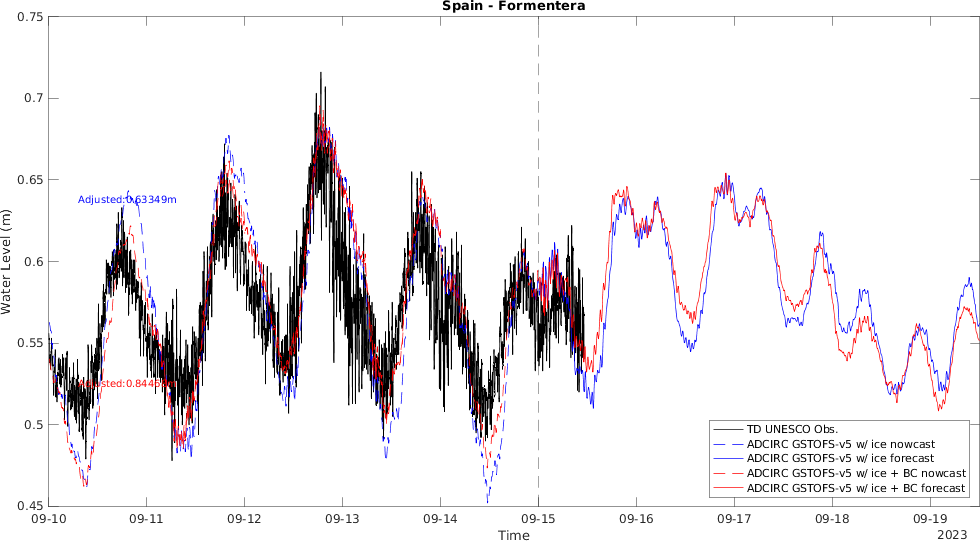 Spain - Formentera
0.75
0.7
0.65
0.6
0.55
0.5
0.45
Water Level (m)
Adjusted:0.63349m
TD UNESCO Obs.
ADCIRC GSTOFS-v5 w/ ice nowcast
ADCIRC GSTOFS-v5 w/ ice forecast
ADCIRC GSTOFS-v5 w/ ice + BC nowcast
ADCIRC GSTOFS-v5 w/ ice + BC forecast
09-10 09-11 09-12 09-13 09-14 09-15 09-16 09-17 09-18 09-19
Time
2023